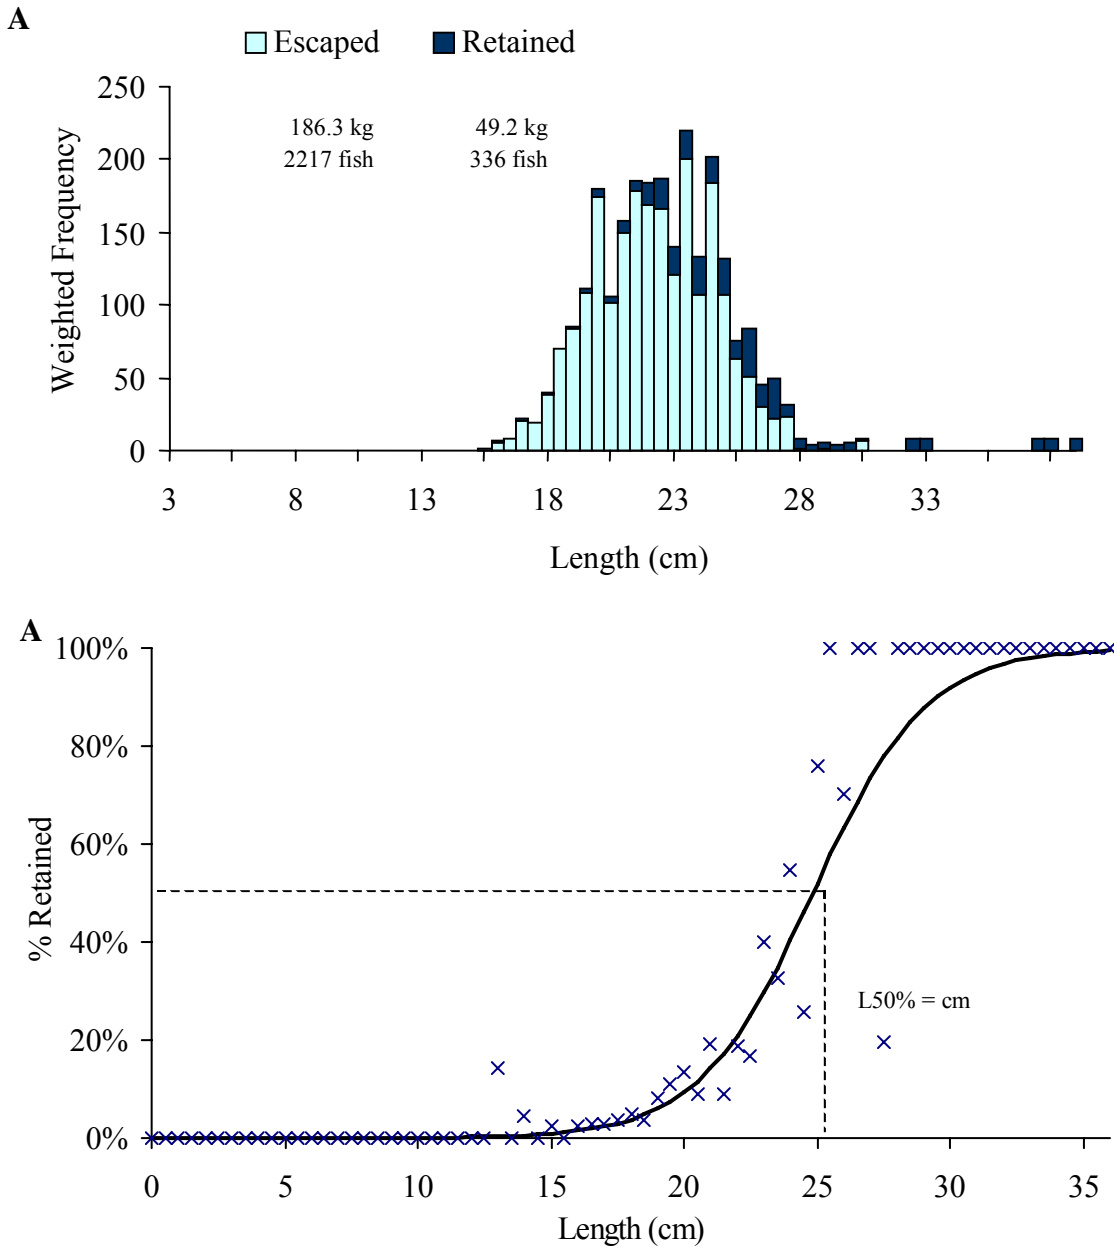 A
Escaped Retained
250
200
150
100
50
0
Weighted Frequency
186.3 kg 49.2 kg
2217 fish 336 fish
3 8 13 18 23 28 33
Length (cm)
A
100%
80%
60%
40%
20%
0%
% Retained
L50% = cm
0 5 10 15 20 25 30 35
Length (cm)